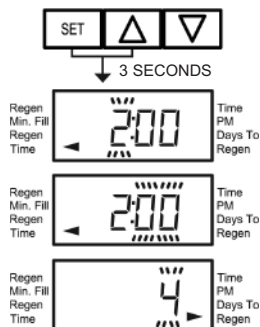 SET
3 SECONDS
Regen
Min. Fill
Regen
Time
2:00
Time
PM
Days To
Regen
Regen
Min. Fill
Regen
Time
2:00
Time
PM
Days To
Regen
Regen
Min. Fill
Regen
Time
4
Time
PM
Days To
Regen